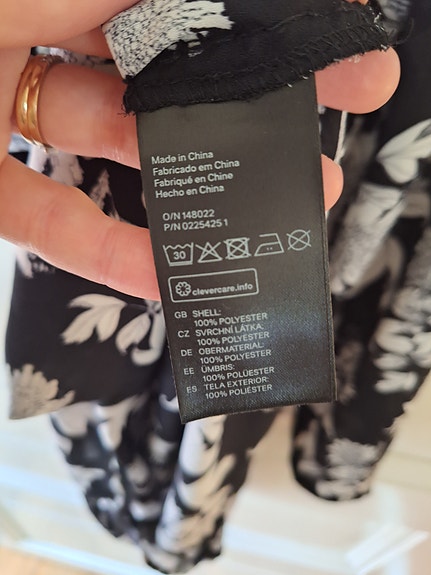 Made in China
Fabricado em China
Fabriqué en Chine
Hecho en China
O/N 148022
P/N 0225425 1
30
clevercare.info
GB SHELL:
100% POLYESTER
CZ SVRCHNÍ LÁTKA:
100% POLYESTER
DE OBERMATERIAL:
100% POLYESTER
EE ÜMBRIS:
100% POLÜESTER
ES TELA EXTERIOR:
100% POLIÉSTER